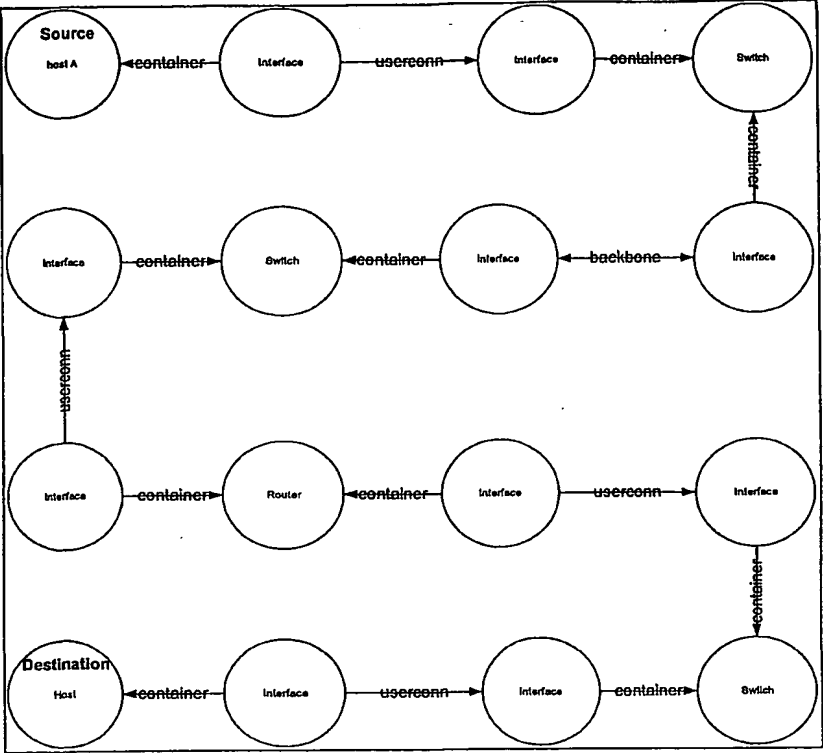 Source
host A
container
Interface
userconn
Interface
container
Switch
container
Interface
container
Switch
container
Interface
backbone
Interface
userconn
Interface
container
Router
container
Interface
userconn
Interface
container
Destination
Host
container
Interface
userconn
Interface
container
Switch